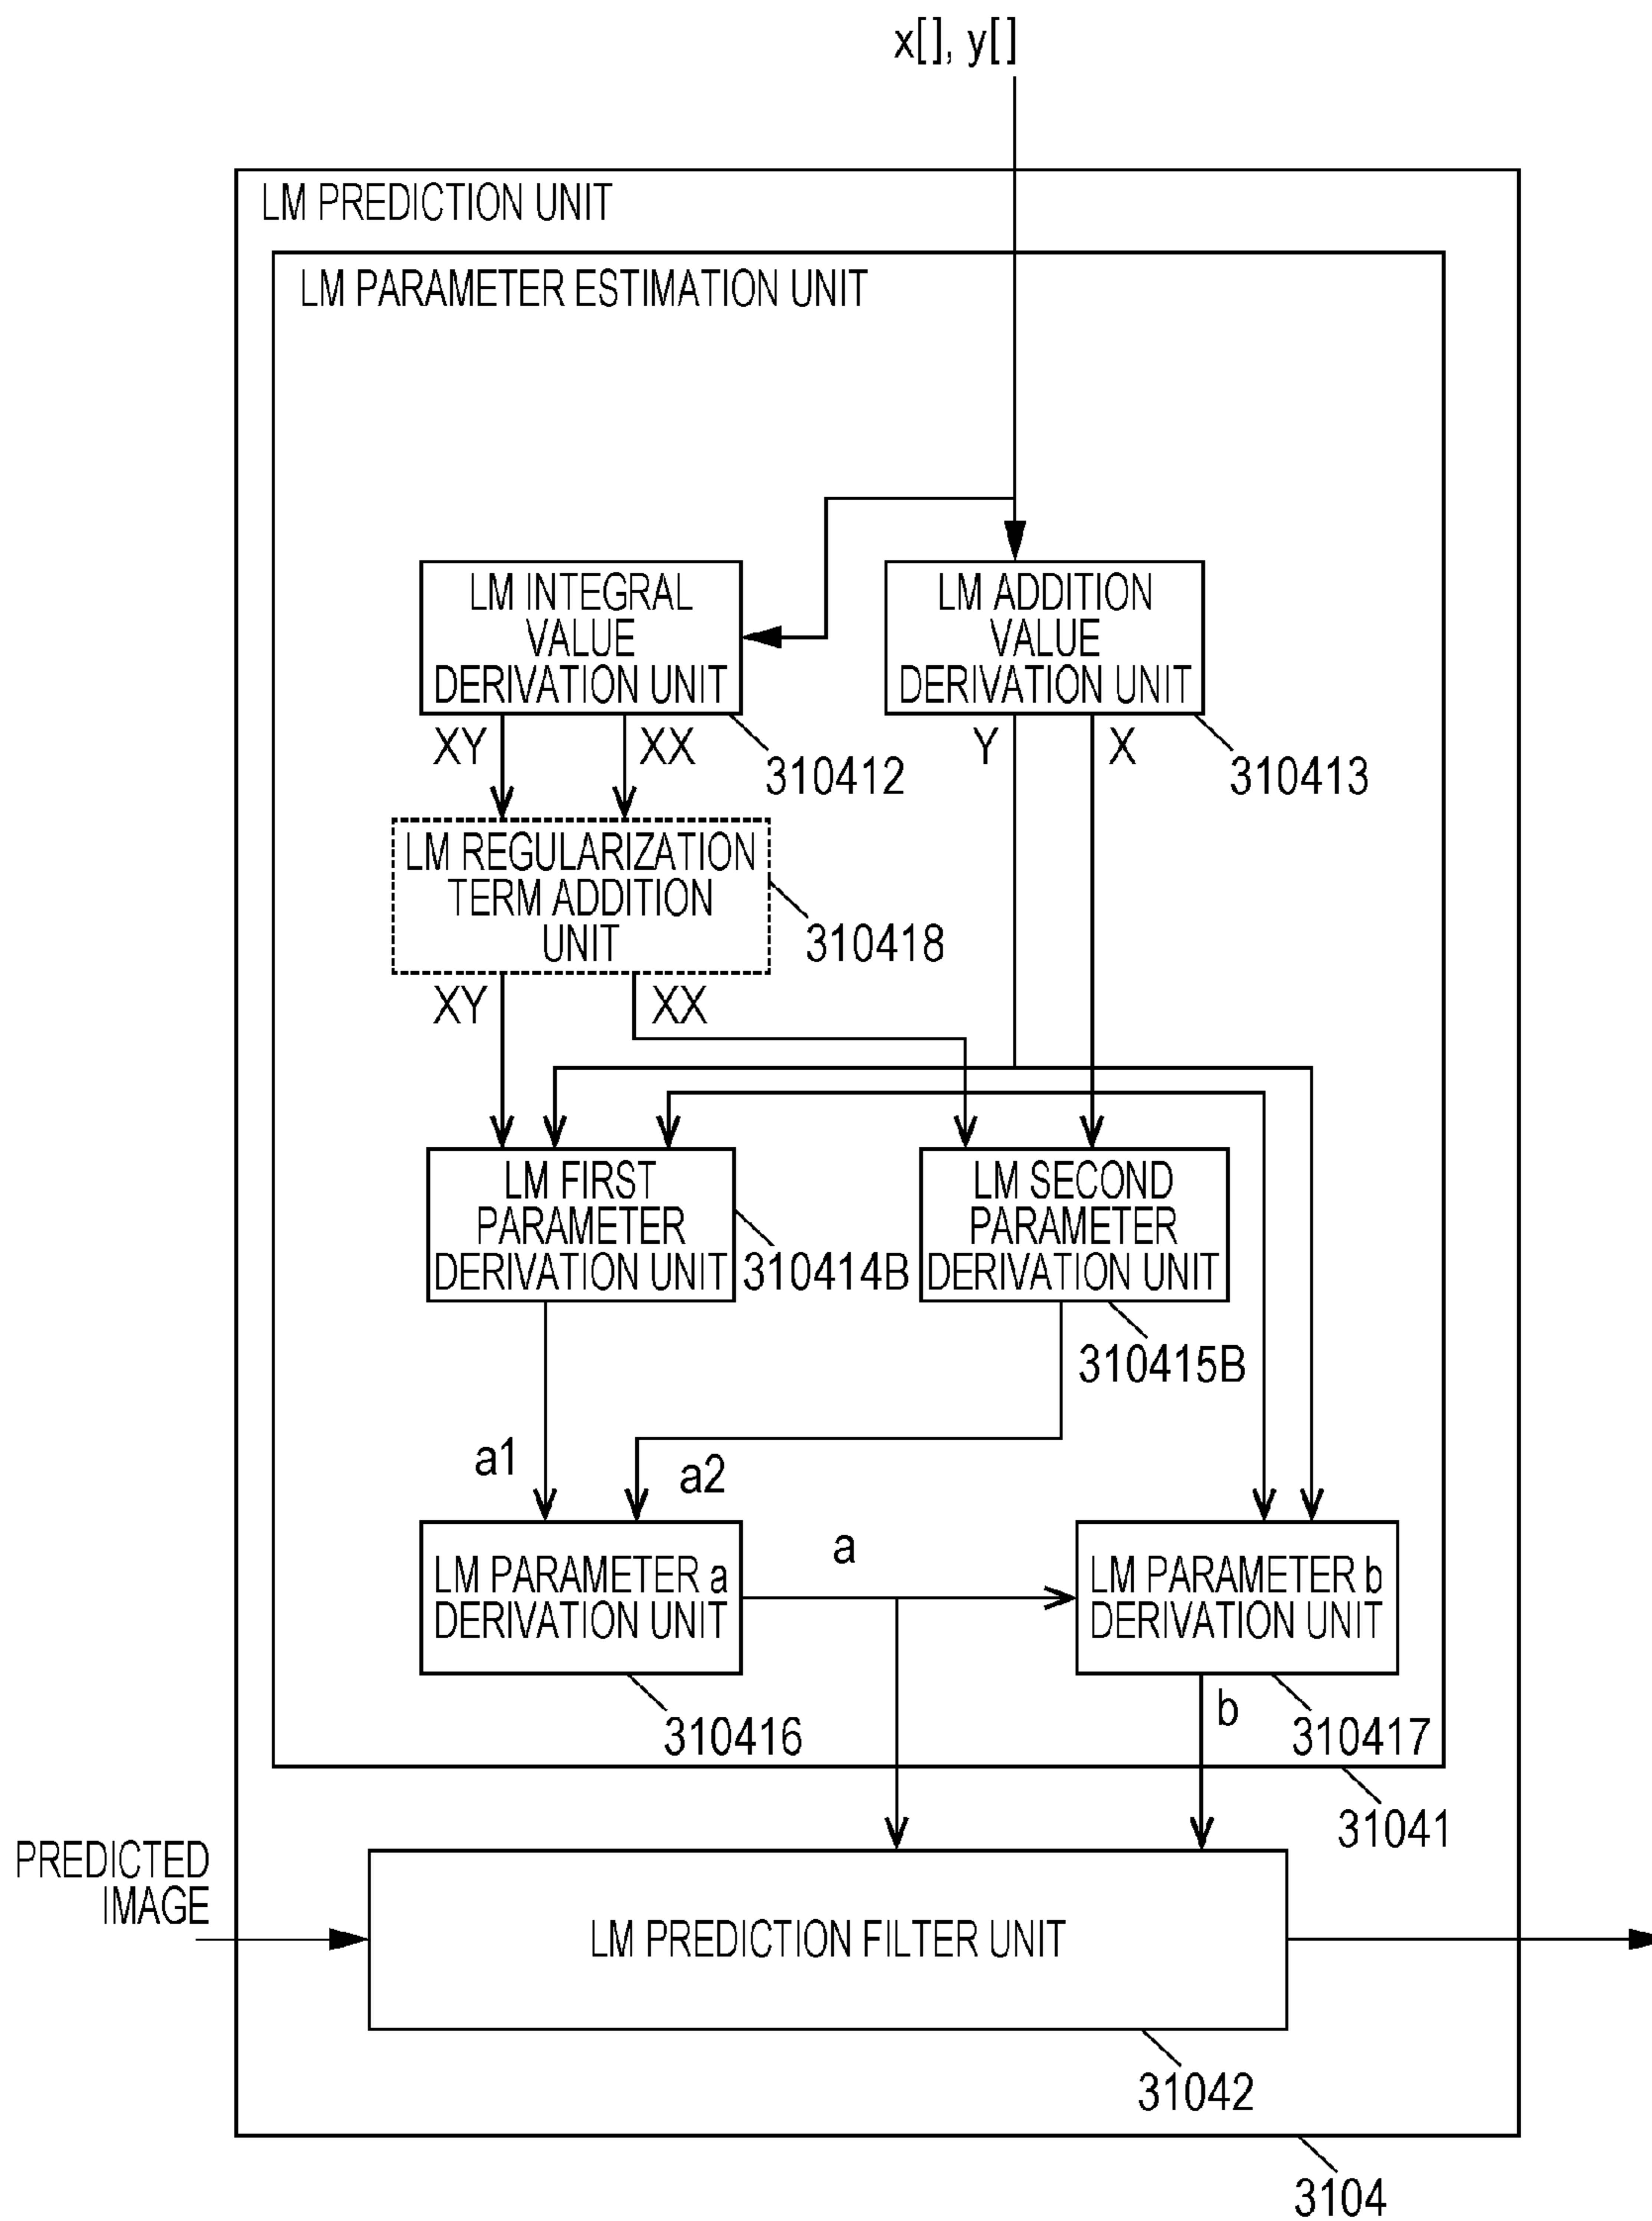 x[], y[]
LM PREDICTION UNIT
LM PARAMETER ESTIMATION UNIT
LM INTEGRAL
VALUE
DERIVATION UNIT
LM ADDITION
VALUE
DERIVATION UNIT
XY
XX
310412
Y
X
310413
LM REGULARIZATION
TERM ADDITION
UNIT
310418
XY
XX
LM FIRST
PARAMETER
DERIVATION UNIT
310414B
LM SECOND
PARAMETER
DERIVATION UNIT
310415B
a1
a2
LM PARAMETER a
DERIVATION UNIT
a
LM PARAMETER b
DERIVATION UNIT
310416
b
310417
31041
PREDICTED
IMAGE
LM PREDICTION FILTER UNIT
31042
3104